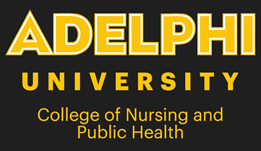 ADELPHI
UNIVERSITY
College of Nursing and
Public Health